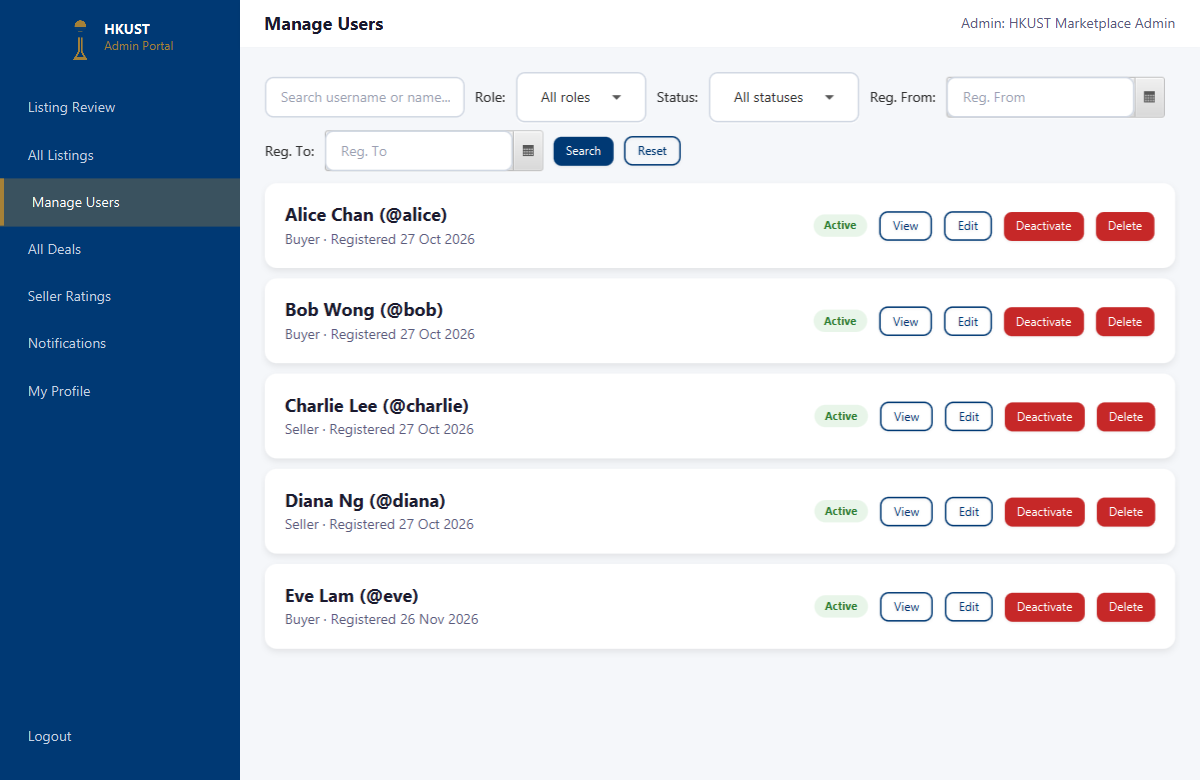 HKUST
Admin Portal
Listing Review
All Listings
Manage Users
All Deals
Seller Ratings
Notifications
My Profile
Logout
Manage Users
Admin: HKUST Marketplace Admin
Search username or name... Role: All roles Status: All statuses Reg. From: Reg. From
Reg. To: Reg. To Search Reset
Alice Chan (@alice)
Buyer · Registered 27 Oct 2026
Active View Edit Deactivate Delete
Bob Wong (@bob)
Buyer · Registered 27 Oct 2026
Active View Edit Deactivate Delete
Charlie Lee (@charlie)
Seller · Registered 27 Oct 2026
Active View Edit Deactivate Delete
Diana Ng (@diana)
Seller · Registered 27 Oct 2026
Active View Edit Deactivate Delete
Eve Lam (@eve)
Buyer · Registered 26 Nov 2026
Active View Edit Deactivate Delete